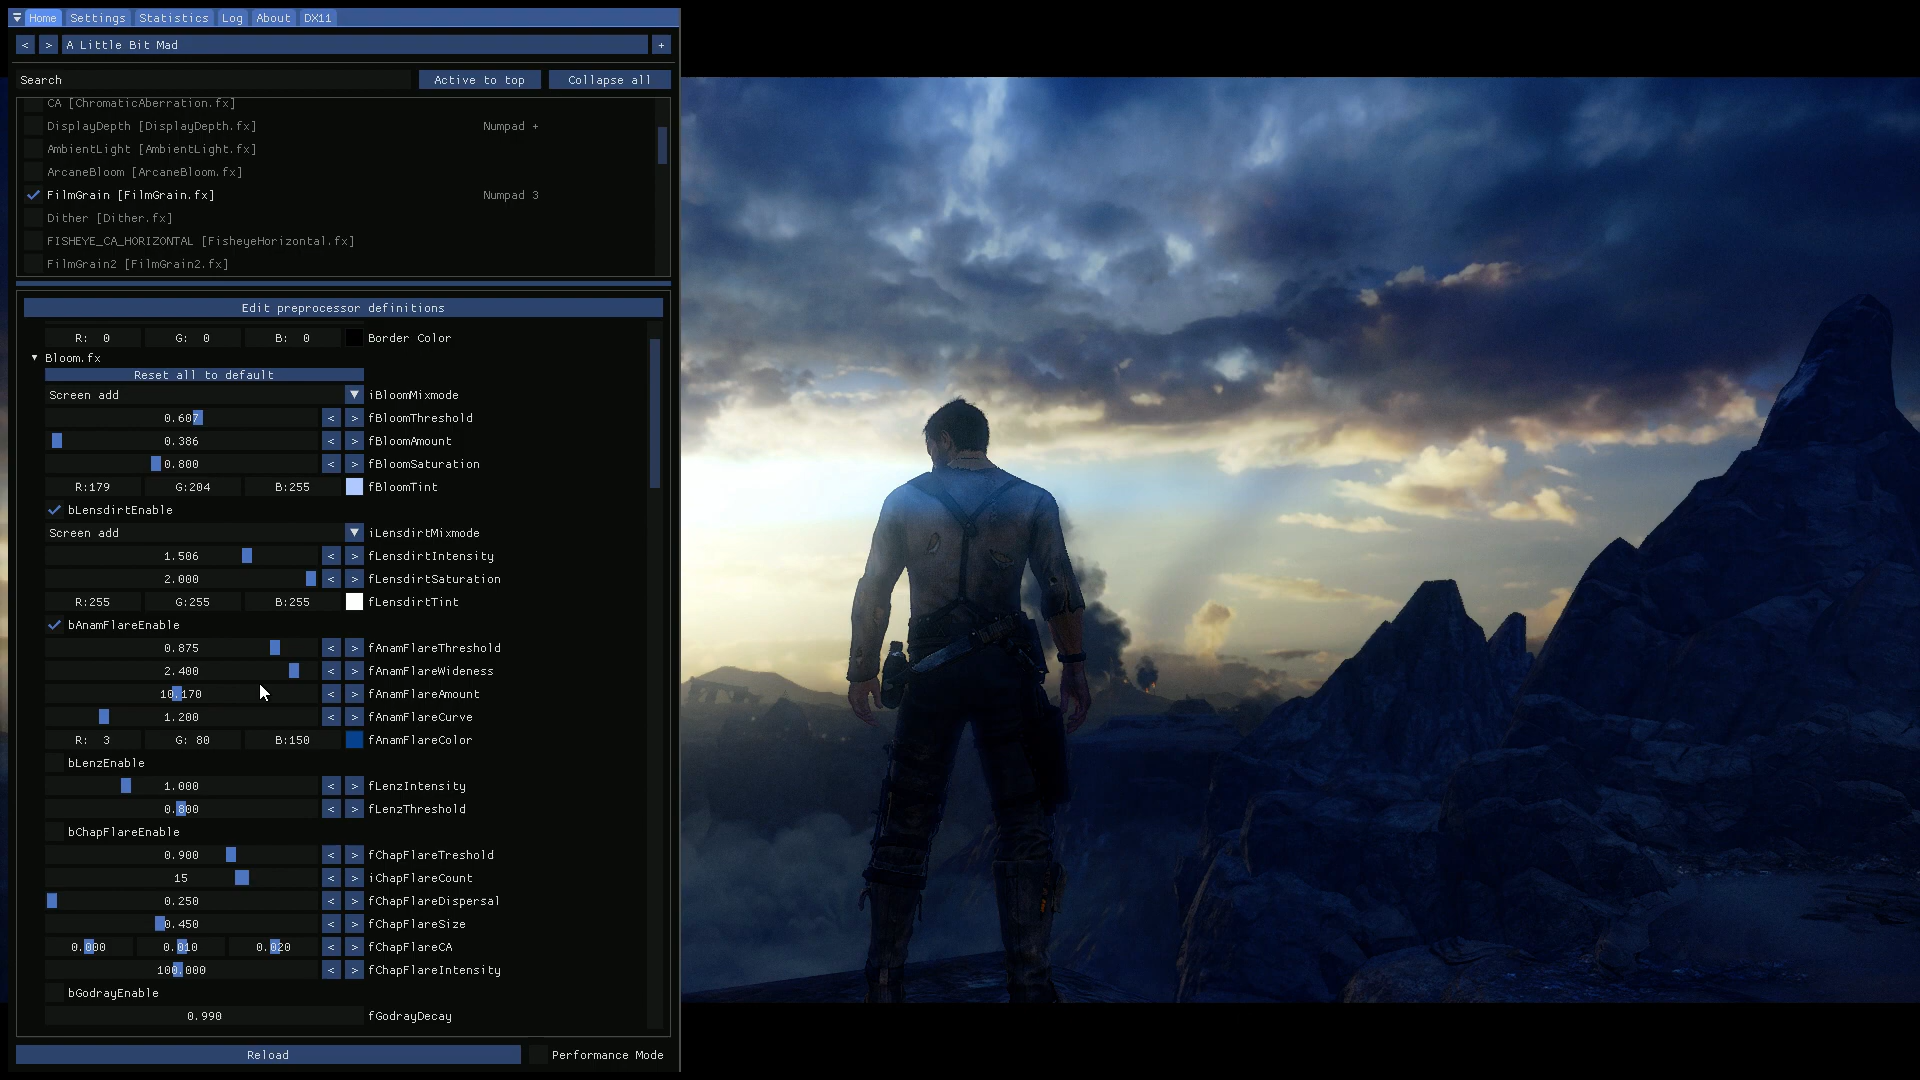 Home Settings Statistics Log About DX11
< > A Little Bit Mad +
Search Active to top Collapse all
CA [ChromaticAberration.fx]
DisplayDepth [DisplayDepth.fx] Numpad +
AmbientLight [AmbientLight.fx]
ArcaneBloom [ArcaneBloom.fx]
FilmGrain [FilmGrain.fx] Numpad 3
Dither [Dither.fx]
FISHEYE_CA_HORIZONTAL [FisheyeHorizontal.fx]
FilmGrain2 [FilmGrain2.fx]
Edit preprocessor definitions
R: 0 G: 0 B: 0 Border Color
Bloom.fx
Reset all to default
Screen add iBloomMixmode
0.607 < > fBloomThreshold
0.386 < > fBloomAmount
0.800 < > fBloomSaturation
R:179 G:204 B:255 fBloomTint
bLensdirtEnable
Screen add iLensdirtMixmode
1.506 < > fLensdirtIntensity
2.000 < > fLensdirtSaturation
R:255 G:255 B:255 fLensdirtTint
bAnamFlareEnable
0.875 < > fAnamFlareThreshold
2.400 < > fAnamFlareWideness
10.170 < > fAnamFlareAmount
1.200 < > fAnamFlareCurve
R: 3 G: 80 B:150 fAnamFlareColor
bLenzEnable
1.000 < > fLenzIntensity
0.800 < > fLenzThreshold
bChapFlareEnable
0.900 < > fChapFlareTreshold
15 < > iChapFlareCount
0.250 < > fChapFlareDispersal
0.450 < > fChapFlareSize
0.000 0.010 0.020 < > fChapFlareCA
100.000 < > fChapFlareIntensity
bGodrayEnable
0.990 fGodrayDecay
Reload Performance Mode